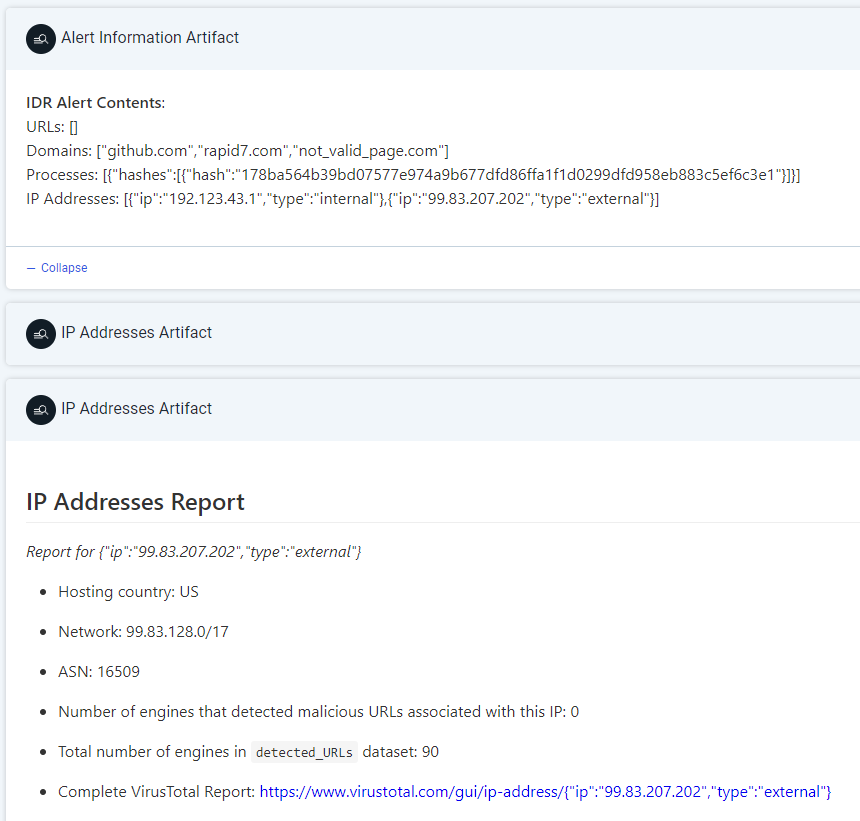 Alert Information Artifact
IDR Alert Contents:
URLs: []
Domains: ["github.com","rapid7.com","not_valid_page.com"]
Processes: [{"hashes":[{"hash":"178ba564b39bd07577e974a9b677dfd86ffa1f1d0299dfd958eb883c5ef6c3e1"}]}]
IP Addresses: [{"ip":"192.123.43.1","type":"internal"},{"ip":"99.83.207.202","type":"external"}]
— Collapse
IP Addresses Artifact
IP Addresses Artifact
IP Addresses Report
Report for {"ip":"99.83.207.202","type":"external"}
• Hosting country: US
• Network: 99.83.128.0/17
• ASN: 16509
• Number of engines that detected malicious URLs associated with this IP: 0
• Total number of engines in detected_URLs dataset: 90
• Complete VirusTotal Report: https://www.virustotal.com/gui/ip-address/{"ip":"99.83.207.202","type":"external"}